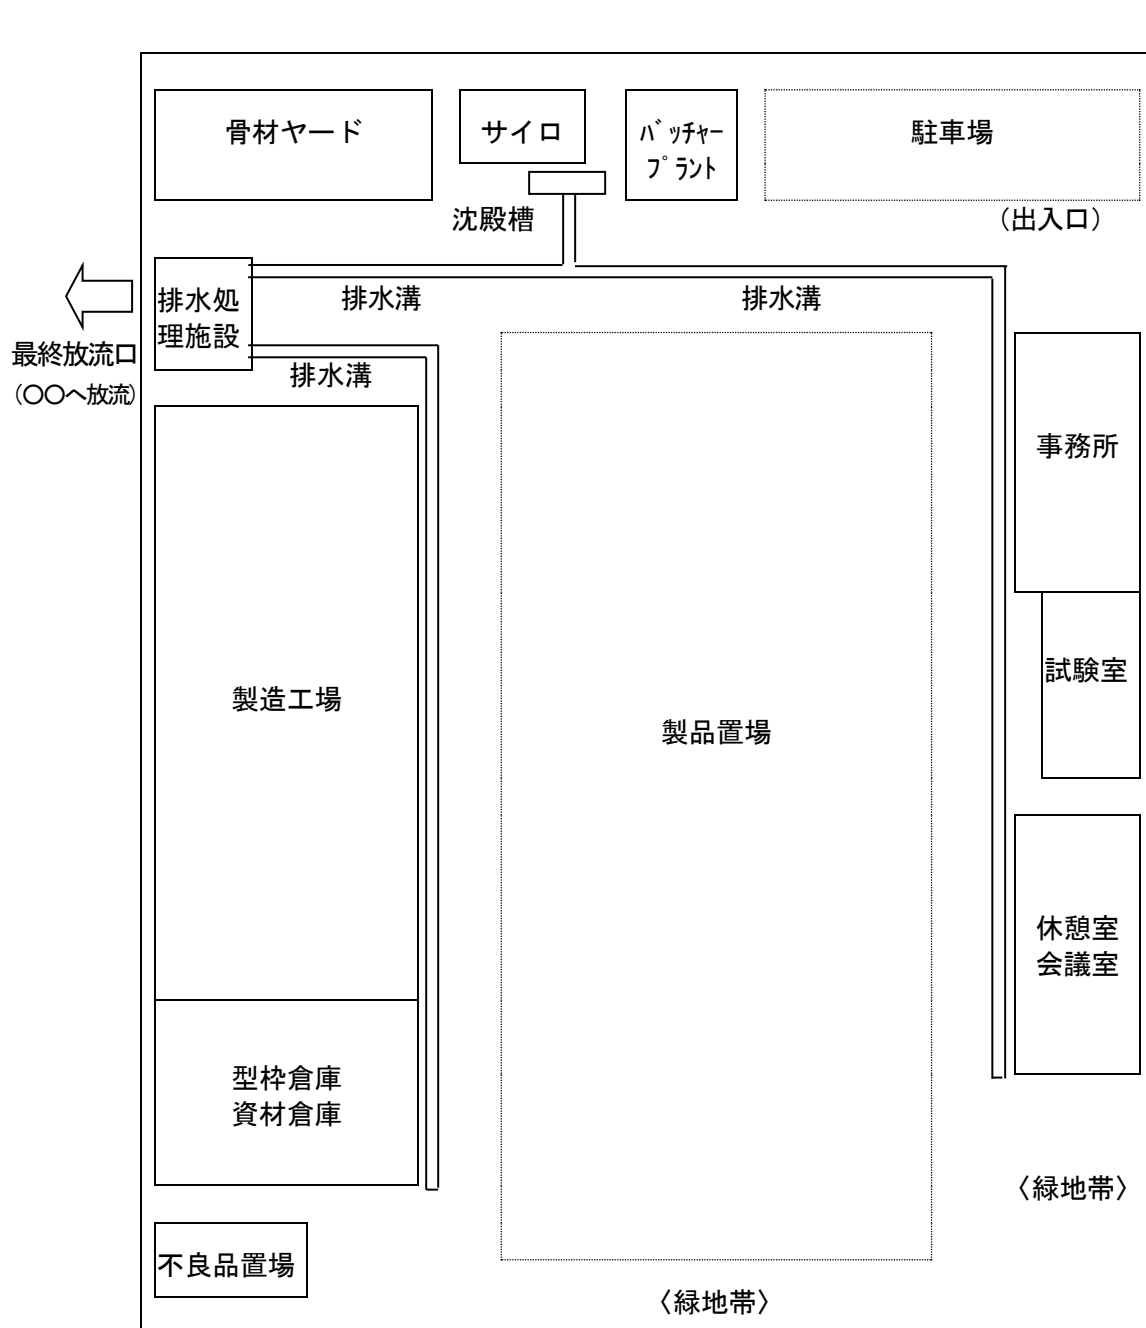 骨材ヤード
サイロ
ﾊﾞｯﾁｬｰ
ﾌﾟﾗﾝﾄ
駐車場
沈殿槽
（出入口）
排水処
理施設
排水溝
排水溝
最終放流口
（〇〇へ放流）
排水溝
事務所
試験室
製造工場
製品置場
休憩室
会議室
型枠倉庫
資材倉庫
〈緑地帯〉
不良品置場
〈緑地帯〉